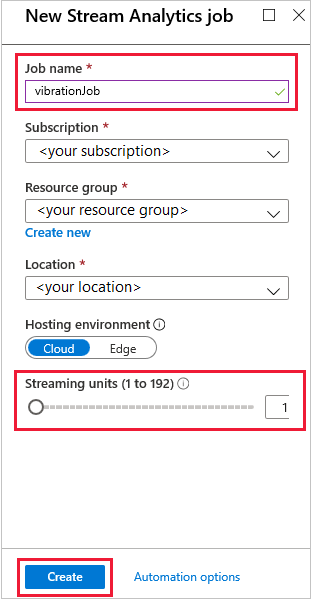 New Stream Analytics job
Job name *
vibrationJob
Subscription *
<your subscription>
Resource group *
<your resource group>
Create new
Location *
<your location>
Hosting environment
Cloud Edge
Streaming units (1 to 192)
1
Create Automation options